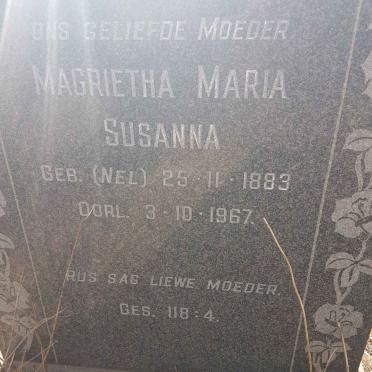 ONS GELIEFDE MOEDER
MAGRIETHA MARIA
SUSANNA
GEB. (NEL) 25·11·1883
OORL. 3·10·1967.
RUS SAG LIEWE MOEDER.
GES. 118:4.